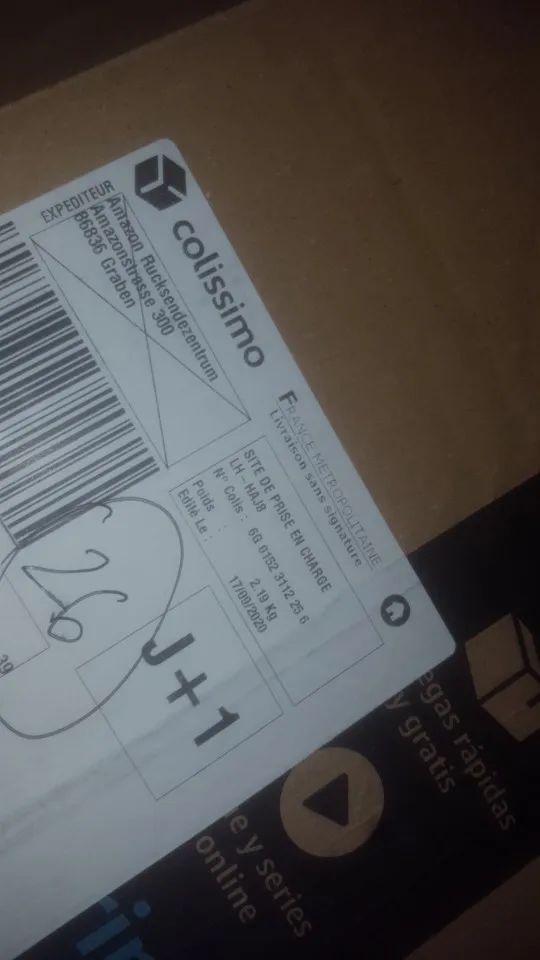 colissimo
EXPEDITEUR
Amazon Rucksendezentrum
Amazonstrasse 300
86836 Graben
FRANCE METROPOLITAINE
Livraison sans signature
SITE DE PRISE EN CHARGE
LH - HAJ8
N° Colis : 6G 0152 3112 25 6
Poids : 2.19 Kg
Edité Le : 17/09/2020
J+1
26
39
egas rápidas
y gratis
e y series
online